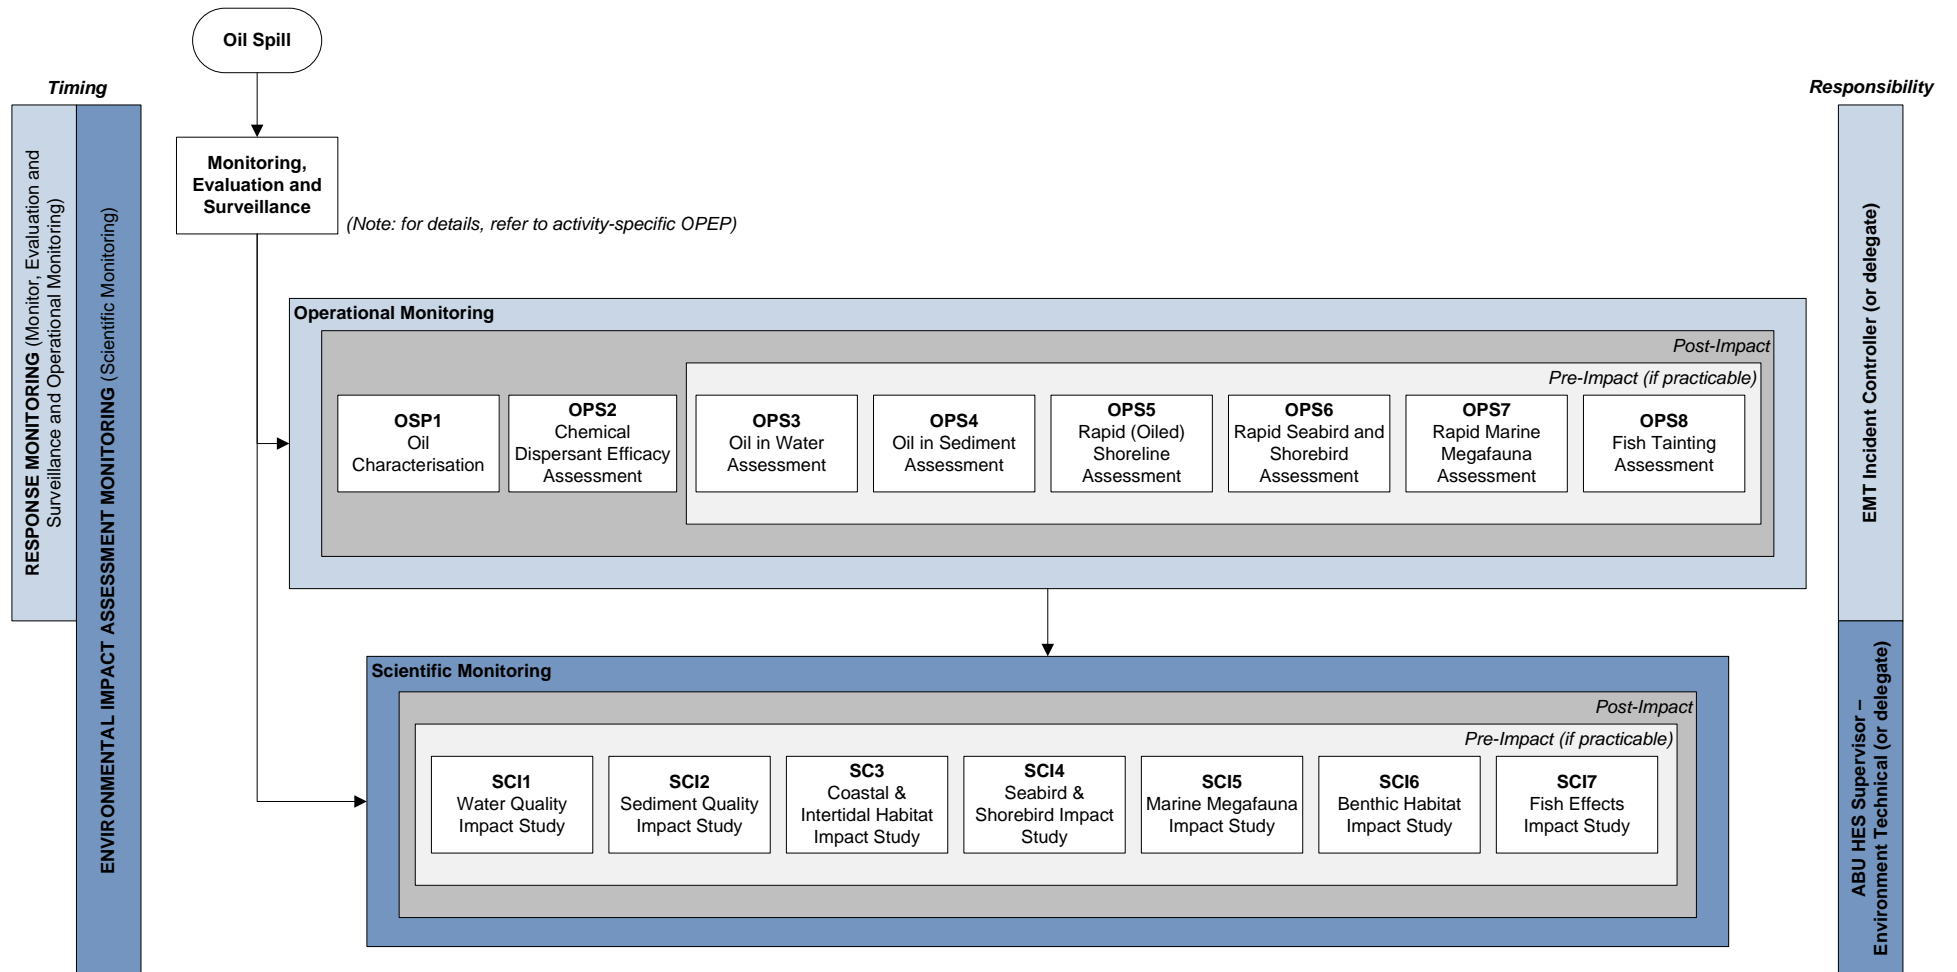 Oil Spill
Timing
Responsibility
Monitoring,
Evaluation and
Surveillance
(Note: for details, refer to activity-specific OPEP)
RESPONSE MONITORING (Monitor, Evaluation and
Surveillance and Operational Monitoring)
ENVIRONMENTAL IMPACT ASSESSMENT MONITORING (Scientific Monitoring)
EMT Incident Controller (or delegate)
Operational Monitoring
Post-Impact
Pre-Impact (if practicable)
OSP1
Oil
Characterisation
OPS2
Chemical
Dispersant Efficacy
Assessment
OPS3
Oil in Water
Assessment
OPS4
Oil in Sediment
Assessment
OPS5
Rapid (Oiled)
Shoreline
Assessment
OPS6
Rapid Seabird and
Shorebird
Assessment
OPS7
Rapid Marine
Megafauna
Assessment
OPS8
Fish Tainting
Assessment
Scientific Monitoring
Post-Impact
Pre-Impact (if practicable)
SCI1
Water Quality
Impact Study
SCI2
Sediment Quality
Impact Study
SC3
Coastal &
Intertidal Habitat
Impact Study
SCI4
Seabird &
Shorebird Impact
Study
SCI5
Marine Megafauna
Impact Study
SCI6
Benthic Habitat
Impact Study
SCI7
Fish Effects
Impact Study
ABU HES Supervisor –
Environment Technical (or delegate)